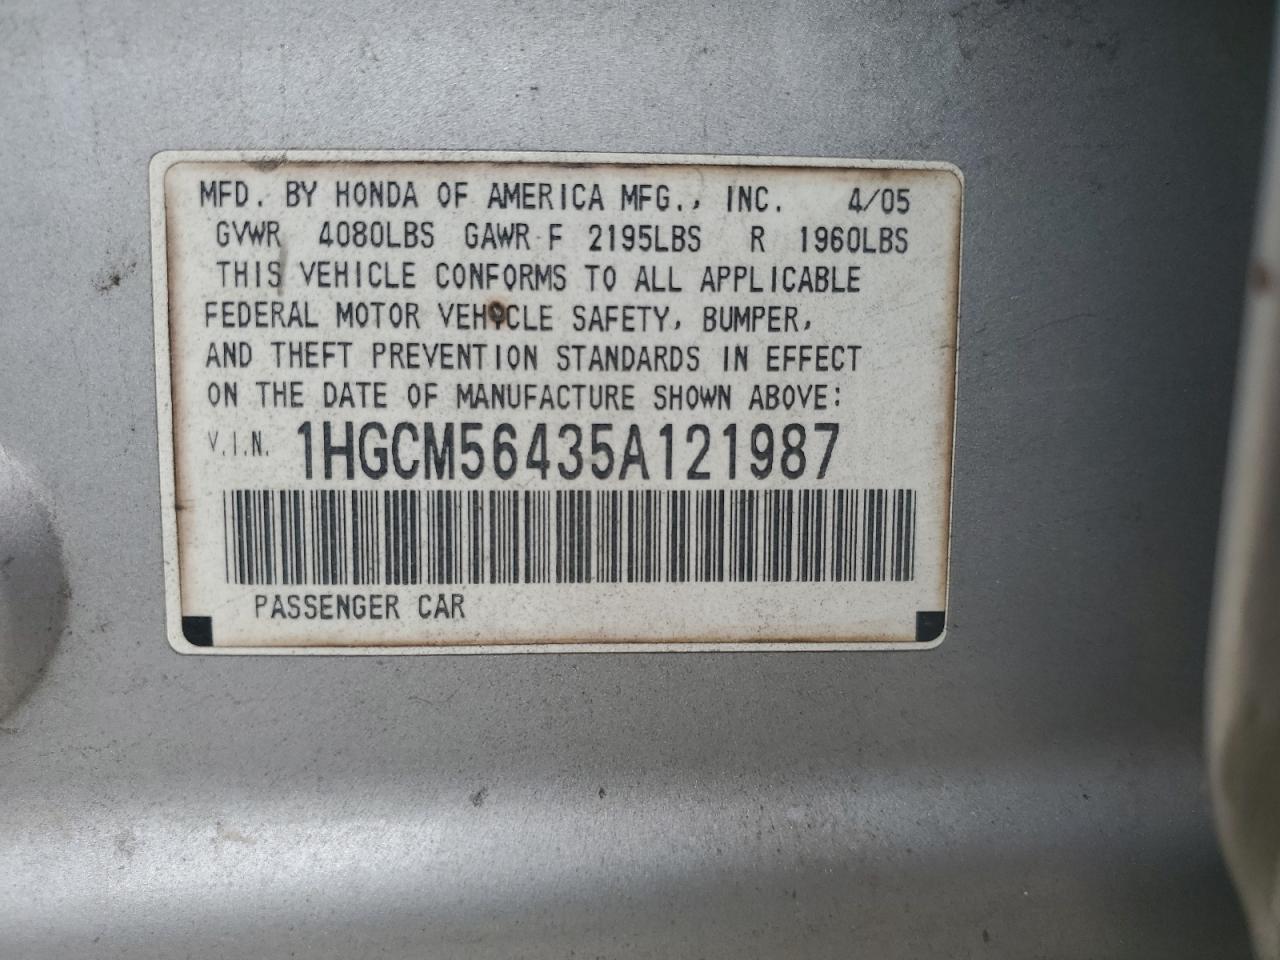 MFD. BY HONDA OF AMERICA MFG., INC. 4/05
GVWR 4080LBS GAWR F 2195LBS R 1960LBS
THIS VEHICLE CONFORMS TO ALL APPLICABLE
FEDERAL MOTOR VEHICLE SAFETY, BUMPER,
AND THEFT PREVENTION STANDARDS IN EFFECT
ON THE DATE OF MANUFACTURE SHOWN ABOVE:
V.I.N. 1HGCM56435A121987
PASSENGER CAR